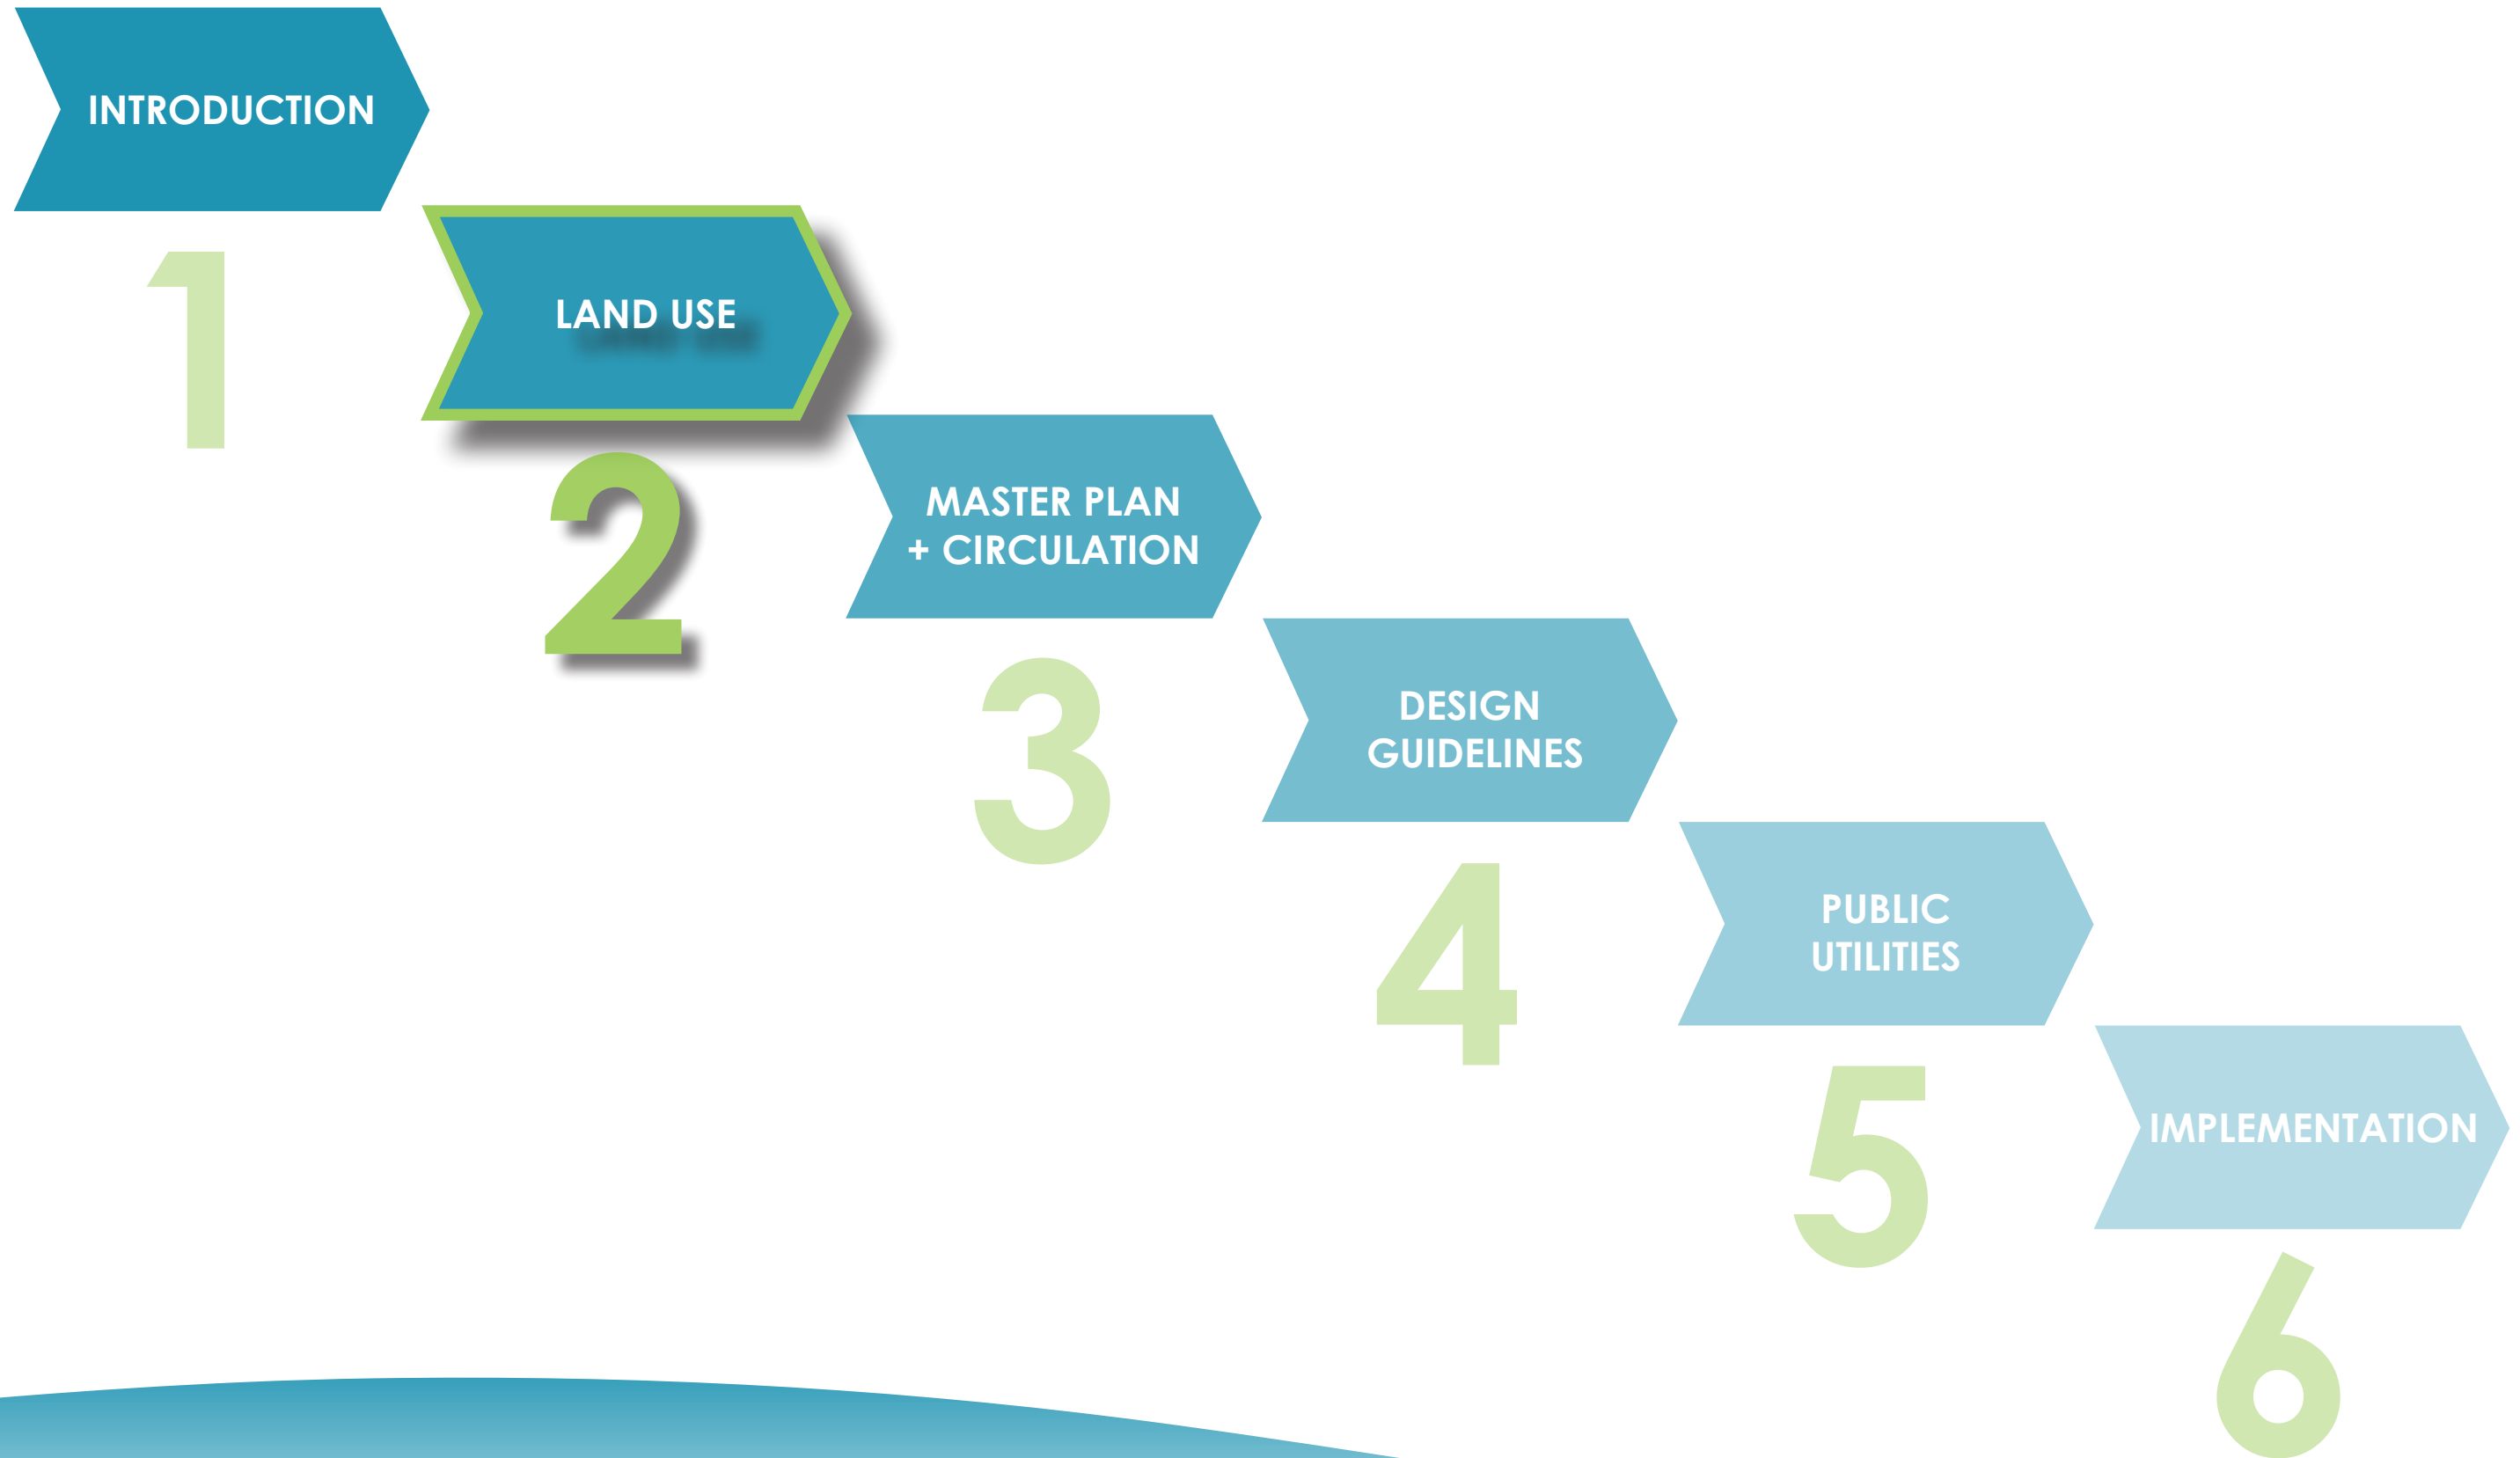 INTRODUCTION
1
LAND USE
2
MASTER PLAN
+ CIRCULATION
3
DESIGN
GUIDELINES
4
PUBLIC
UTILITIES
5
IMPLEMENTATION
6